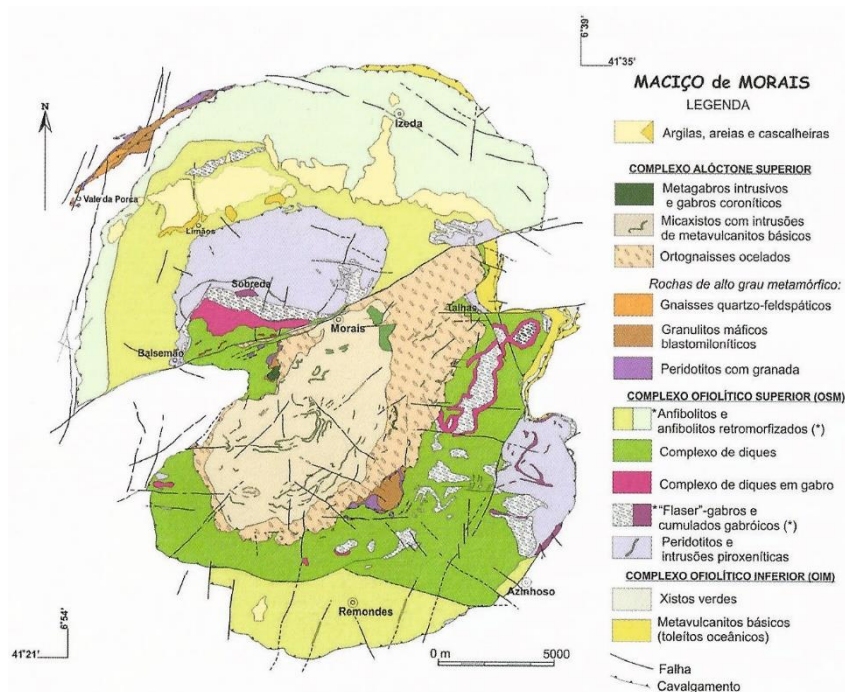 6°39'
41°35'
MACIÇO de MORAIS
LEGENDA
Argilas, areias e cascalheiras
COMPLEXO ALÓCTONE SUPERIOR
Metagabros intrusivos
e gabros coroníticos
Micaxistos com intrusões
de metavulcanitos básicos
Ortognaisses ocelados
Rochas de alto grau metamórfico:
Gnaisses quartzo-feldspáticos
Granulitos máficos
blastomiloníticos
Peridotitos com granada
COMPLEXO OFIOLÍTICO SUPERIOR (OSM)
*Anfibolitos e
anfibolitos retromorfizados (*)
Complexo de diques
Complexo de diques em gabro
*"Flaser"-gabros e
cumulados gabróicos (*)
Peridotitos e
intrusões piroxeníticas
COMPLEXO OFIOLÍTICO INFERIOR (OIM)
Xistos verdes
Metavulcanitos básicos
(toleítos oceânicos)
Falha
Cavalgamento
N
Izeda
Vale da Porca
Limãos
Sobreda
Morais
Talhas
Balsemão
Azinhoso
Remondes
6°54'
41°21'
0 m 5000